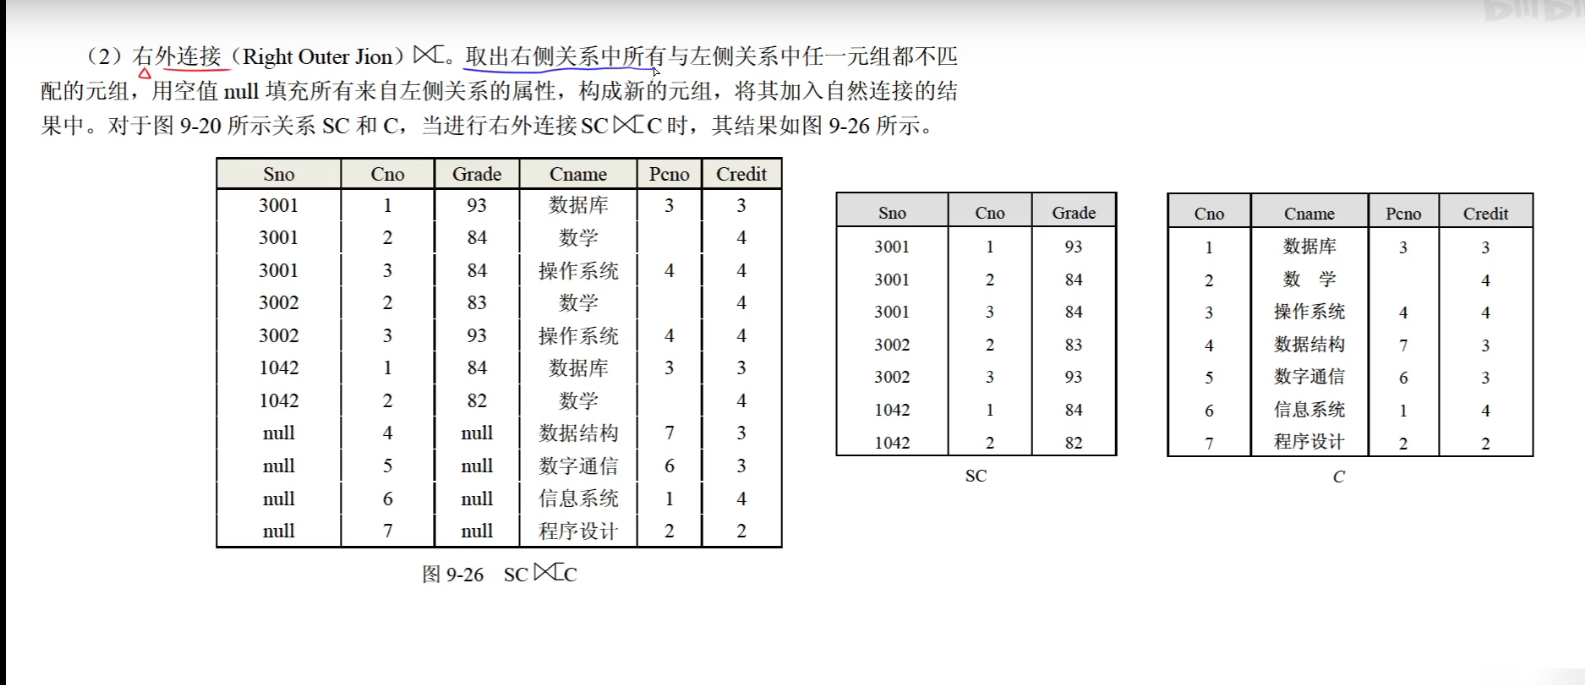 （2）右外连接（Right Outer Jion）⟖。取出右侧关系中所有与左侧关系中任一元组都不匹
配的元组，用空值 null 填充所有来自左侧关系的属性，构成新的元组，将其加入自然连接的结
果中。对于图 9-20 所示关系 SC 和 C，当进行右外连接 SC⟖C 时，其结果如图 9-26 所示。
Sno Cno Grade Cname Pcno Credit
3001 1 93 数据库 3 3
3001 2 84 数学 4
3001 3 84 操作系统 4 4
3002 2 83 数学 4
3002 3 93 操作系统 4 4
1042 1 84 数据库 3 3
1042 2 82 数学 4
null 4 null 数据结构 7 3
null 5 null 数字通信 6 3
null 6 null 信息系统 1 4
null 7 null 程序设计 2 2
图 9-26 SC⟖C
Sno Cno Grade
3001 1 93
3001 2 84
3001 3 84
3002 2 83
3002 3 93
1042 1 84
1042 2 82
SC
Cno Cname Pcno Credit
1 数据库 3 3
2 数 学 4
3 操作系统 4 4
4 数据结构 7 3
5 数字通信 6 3
6 信息系统 1 4
7 程序设计 2 2
C